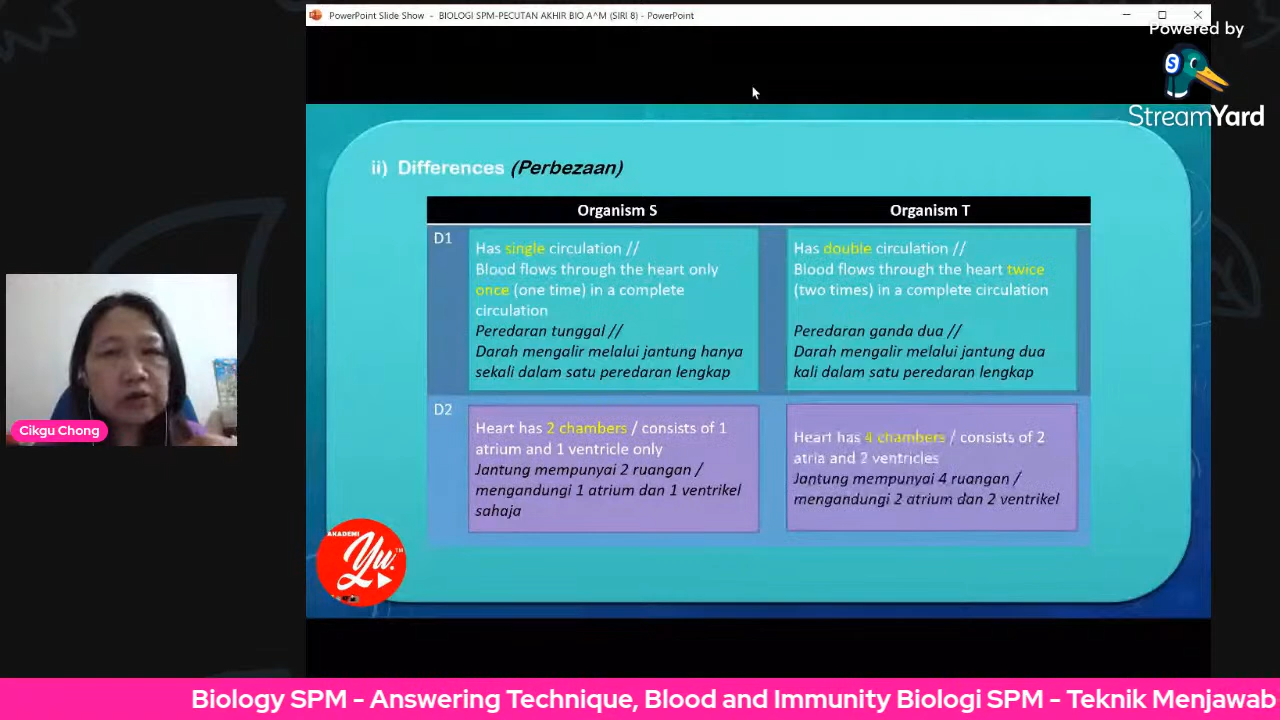 PowerPoint Slide Show - BIOLOGI SPM-PECUTAN AKHIR BIO A^M (SIRI 8) - PowerPoint
Powered by
S
StreamYard
ii) Differences (Perbezaan)
Organism S
Organism T
D1
Has single circulation //
Blood flows through the heart only
once (one time) in a complete
circulation
Peredaran tunggal //
Darah mengalir melalui jantung hanya
sekali dalam satu peredaran lengkap
Has double circulation //
Blood flows through the heart twice
(two times) in a complete circulation
Peredaran ganda dua //
Darah mengalir melalui jantung dua
kali dalam satu peredaran lengkap
D2
Heart has 2 chambers / consists of 1
atrium and 1 ventricle only
Jantung mempunyai 2 ruangan /
mengandungi 1 atrium dan 1 ventrikel
sahaja
Heart has 4 chambers / consists of 2
atria and 2 ventricles
Jantung mempunyai 4 ruangan /
mengandungi 2 atrium dan 2 ventrikel
Cikgu Chong
AKADEMI
Yu.
TM
Biology SPM - Answering Technique, Blood and Immunity Biologi SPM - Teknik Menjawab